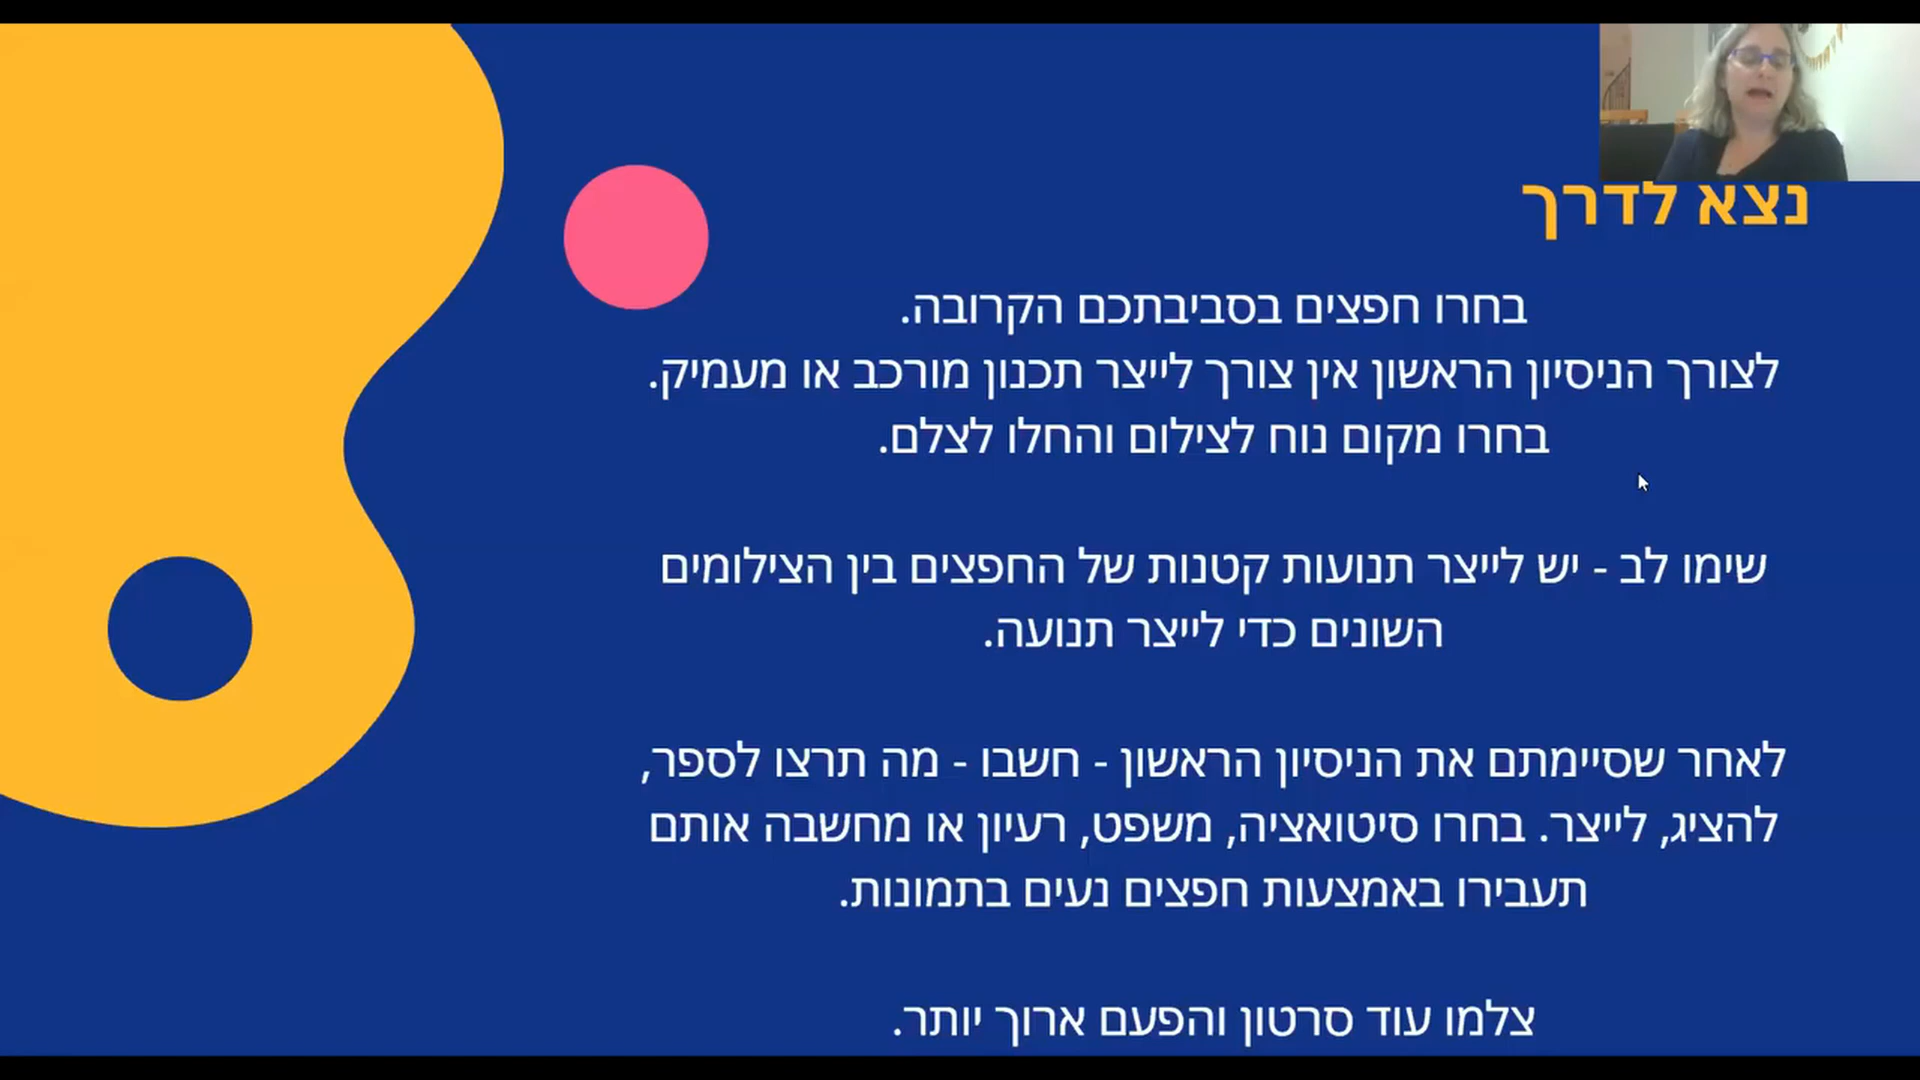 נצא לדרך
בחרו חפצים בסביבתכם הקרובה.
לצורך הניסיון הראשון אין צורך לייצר תכנון מורכב או מעמיק.
בחרו מקום נוח לצילום והחלו לצלם.
שימו לב - יש לייצר תנועות קטנות של החפצים בין הצילומים
השונים כדי לייצר תנועה.
לאחר שסיימתם את הניסיון הראשון - חשבו - מה תרצו לספר,
להציג, לייצר. בחרו סיטואציה, משפט, רעיון או מחשבה אותם
תעבירו באמצעות חפצים נעים בתמונות.
צלמו עוד סרטון והפעם ארוך יותר.